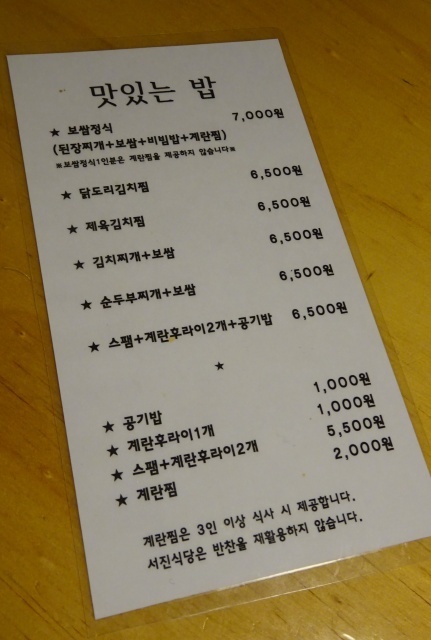 맛있는 밥
★ 보쌈정식 7,000원
(된장찌개+보쌈+비빔밥+계란찜)
※보쌈정식1인분은 계란찜을 제공하지 않습니다※
★ 닭도리김치찜 6,500원
★ 제육김치찜 6,500원
★ 김치찌개+보쌈 6,500원
★ 순두부찌개+보쌈 6,500원
★ 스팸+계란후라이2개+공기밥 6,500원
★
★ 공기밥 1,000원
★ 계란후라이1개 1,000원
★ 스팸+계란후라이2개 5,500원
★ 계란찜 2,000원
계란찜은 3인 이상 식사 시 제공합니다.
서진식당은 반찬을 재활용하지 않습니다.